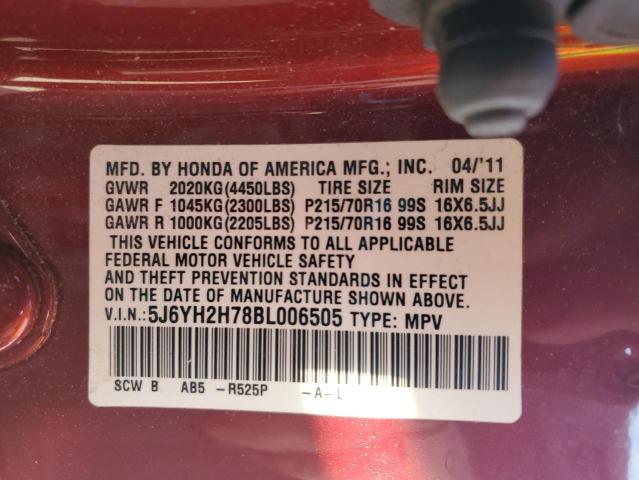 MFD. BY HONDA OF AMERICA MFG.; INC. 04/'11
GVWR 2020KG(4450LBS) TIRE SIZE RIM SIZE
GAWR F 1045KG(2300LBS) P215/70R16 99S 16X6.5JJ
GAWR R 1000KG(2205LBS) P215/70R16 99S 16X6.5JJ
THIS VEHICLE CONFORMS TO ALL APPLICABLE
FEDERAL MOTOR VEHICLE SAFETY
AND THEFT PREVENTION STANDARDS IN EFFECT
ON THE DATE OF MANUFACTURE SHOWN ABOVE.
V.I.N.:5J6YH2H78BL006505 TYPE: MPV
SCW B AB5 -R525P -A-L